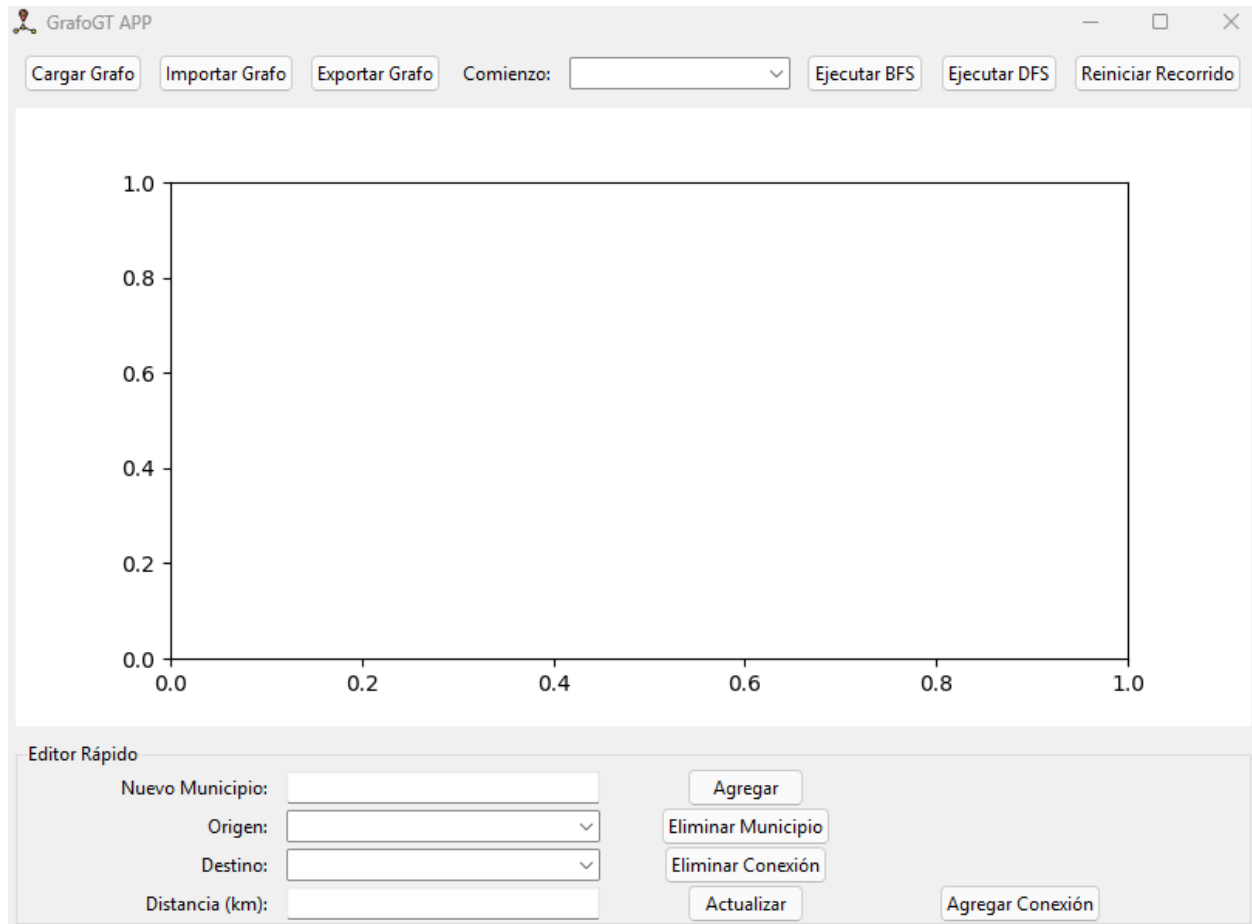 GrafoGT APP
Cargar Grafo Importar Grafo Exportar Grafo Comienzo: Ejecutar BFS Ejecutar DFS Reiniciar Recorrido
1.0
0.8
0.6
0.4
0.2
0.0
0.0 0.2 0.4 0.6 0.8 1.0
Editor Rápido
Nuevo Municipio: Agregar
Origen: Eliminar Municipio
Destino: Eliminar Conexión
Distancia (km): Actualizar Agregar Conexión